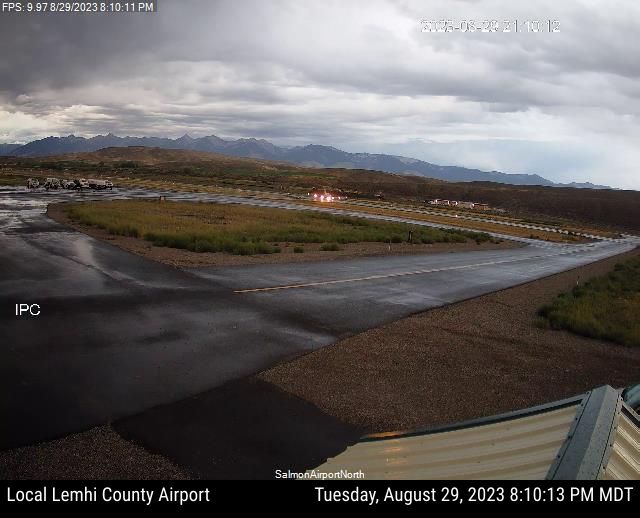 FPS: 9.97 8/29/2023 8:10:11 PM
2023-08-29 21:10:12
IPC
SalmonAirportNorth
Local Lemhi County Airport
Tuesday, August 29, 2023 8:10:13 PM MDT